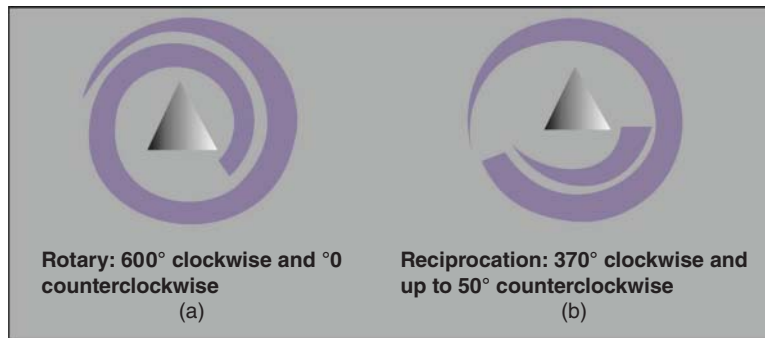 Rotary: 600° clockwise and °0
counterclockwise
(a)
Reciprocation: 370° clockwise and
up to 50° counterclockwise
(b)